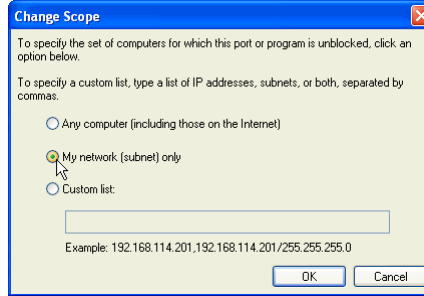 Change Scope
To specify the set of computers for which this port or program is unblocked, click an
option below.
To specify a custom list, type a list of IP addresses, subnets, or both, separated by
commas.
Any computer (including those on the Internet)
My network (subnet) only
Custom list:
Example: 192.168.114.201,192.168.114.201/255.255.255.0
OK Cancel